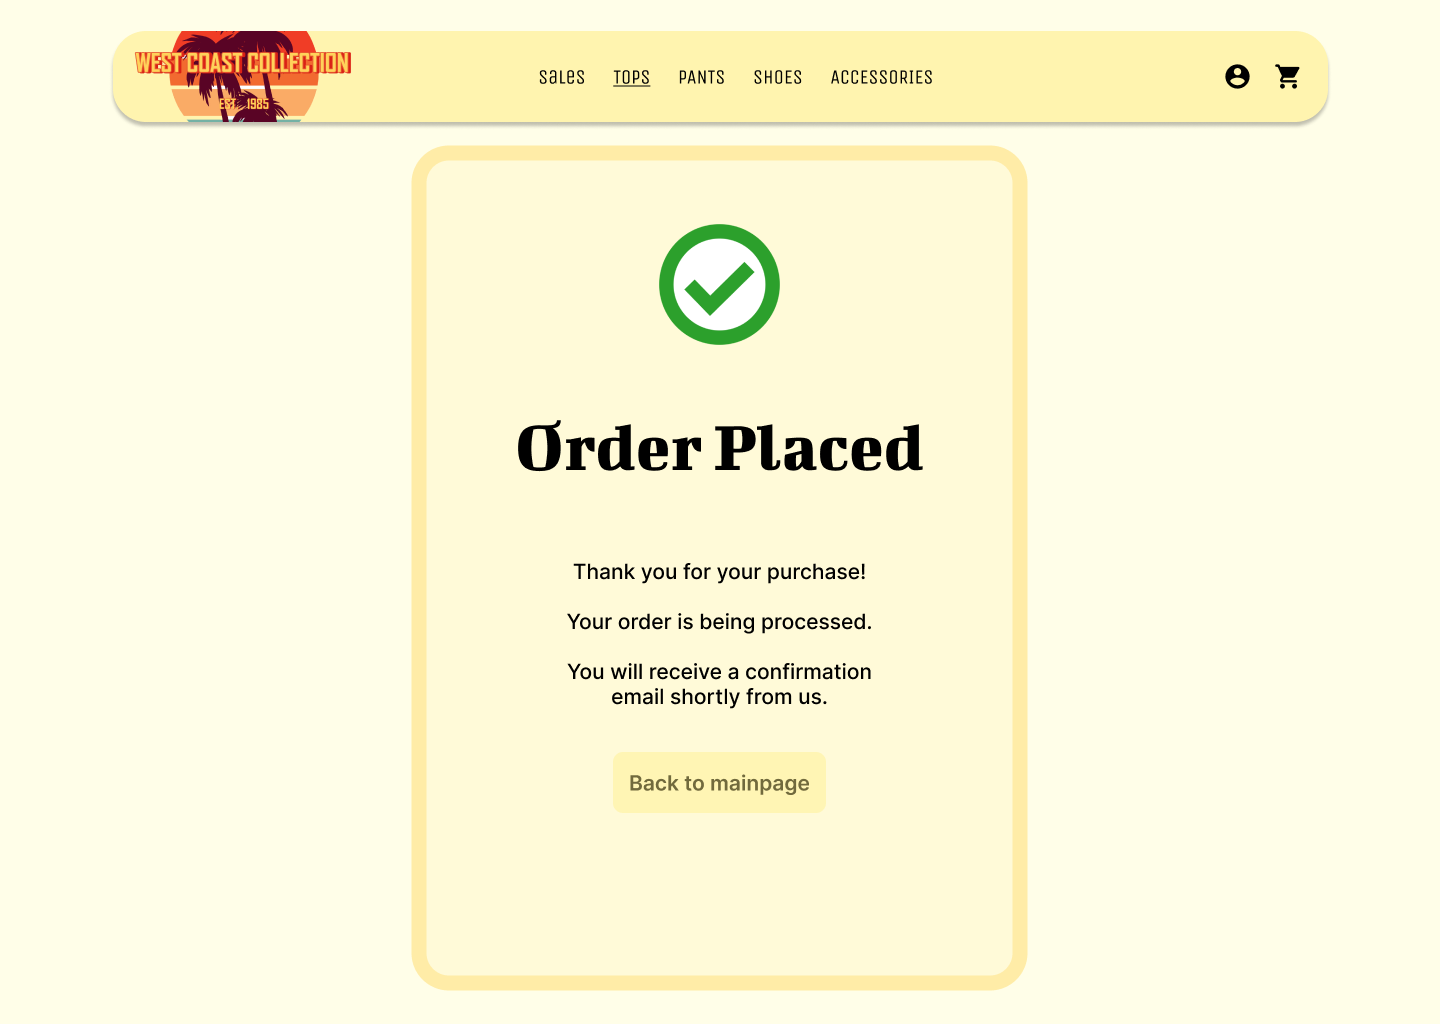 WEST COAST COLLECTION
EST. 1985
SaLeS TOPS PANTS SHOES ACCESSORIES
Order Placed
Thank you for your purchase!
Your order is being processed.
You will receive a confirmation
email shortly from us.
Back to mainpage